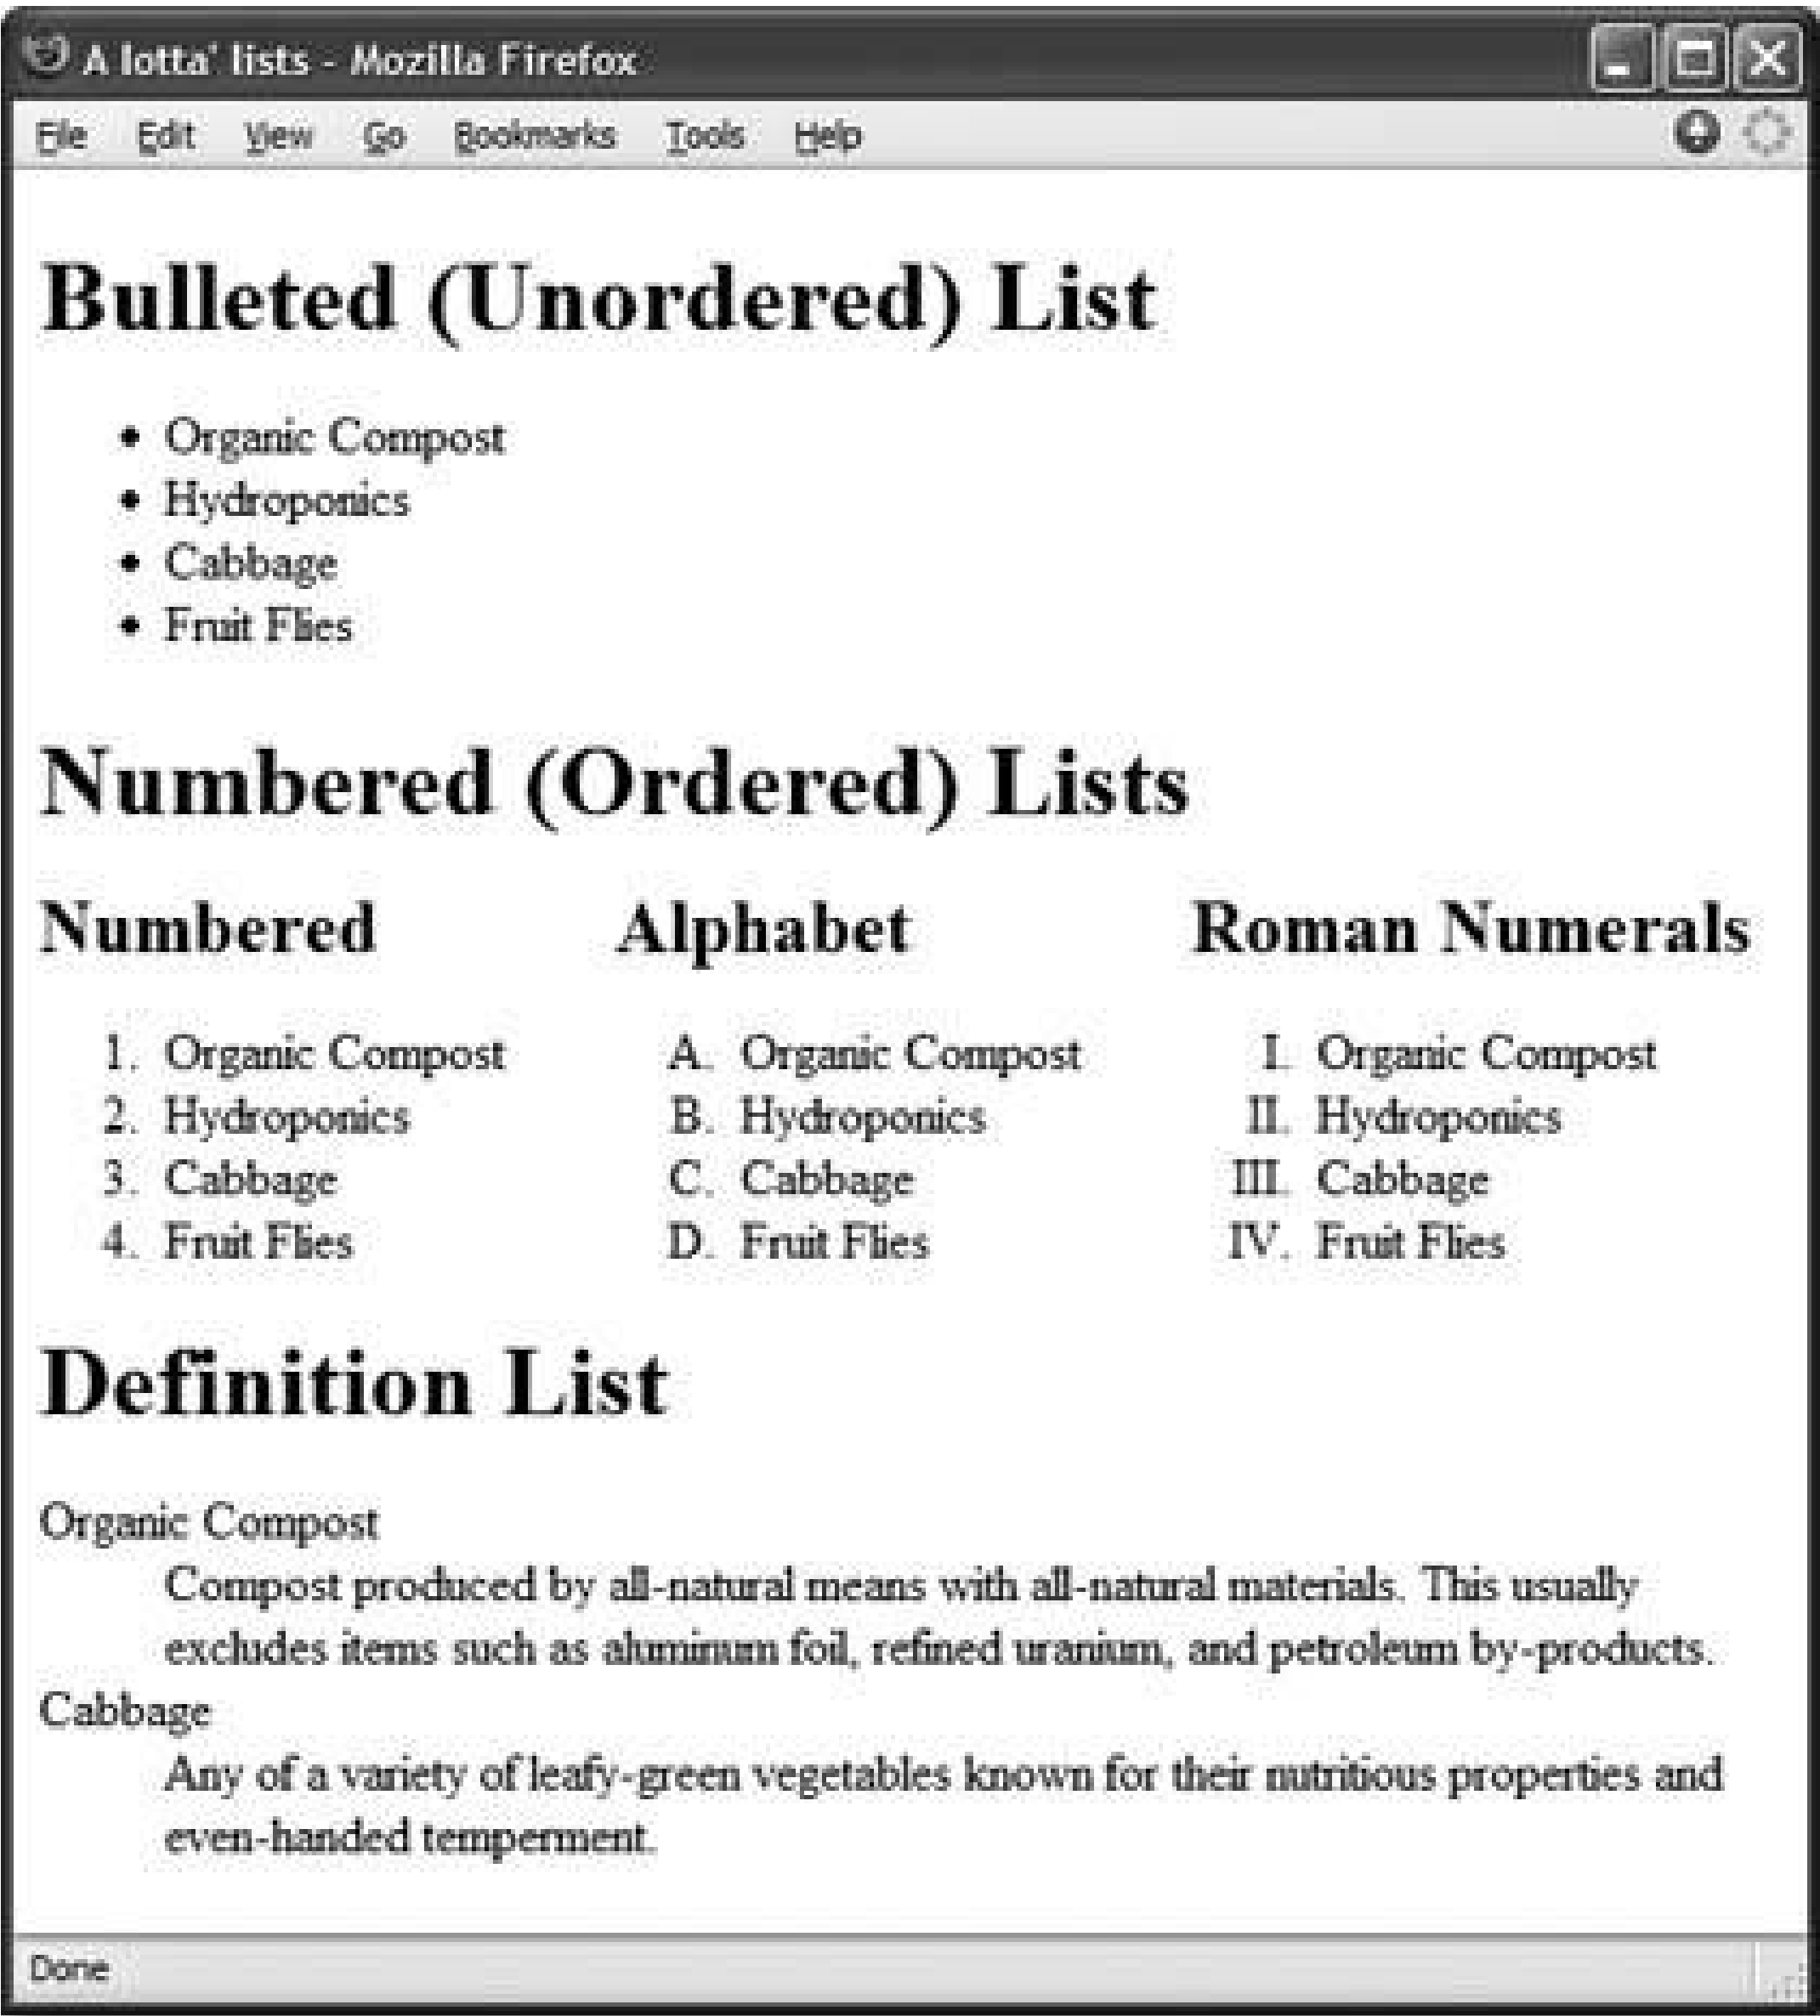 A lotta' lists - Mozilla Firefox
File Edit View Go Bookmarks Tools Help
Bulleted (Unordered) List
• Organic Compost
• Hydroponics
• Cabbage
• Fruit Flies
Numbered (Ordered) Lists
Numbered Alphabet Roman Numerals
1. Organic Compost A. Organic Compost I. Organic Compost
2. Hydroponics B. Hydroponics II. Hydroponics
3. Cabbage C. Cabbage III. Cabbage
4. Fruit Flies D. Fruit Flies IV. Fruit Flies
Definition List
Organic Compost
Compost produced by all-natural means with all-natural materials. This usually
excludes items such as aluminum foil, refined uranium, and petroleum by-products.
Cabbage
Any of a variety of leafy-green vegetables known for their nutritious properties and
even-handed temperment.
Done